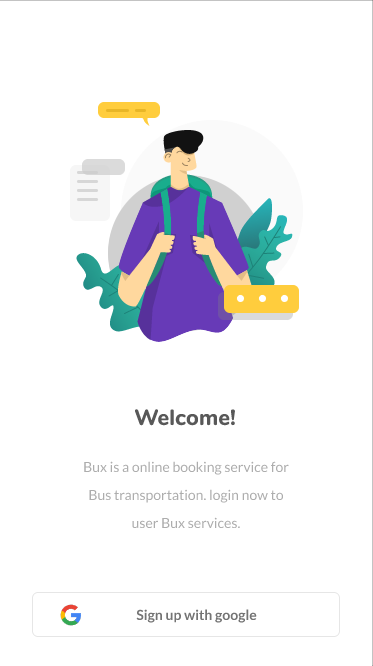 Welcome!
Bux is a online booking service for
Bus transportation. login now to
user Bux services.
Sign up with google